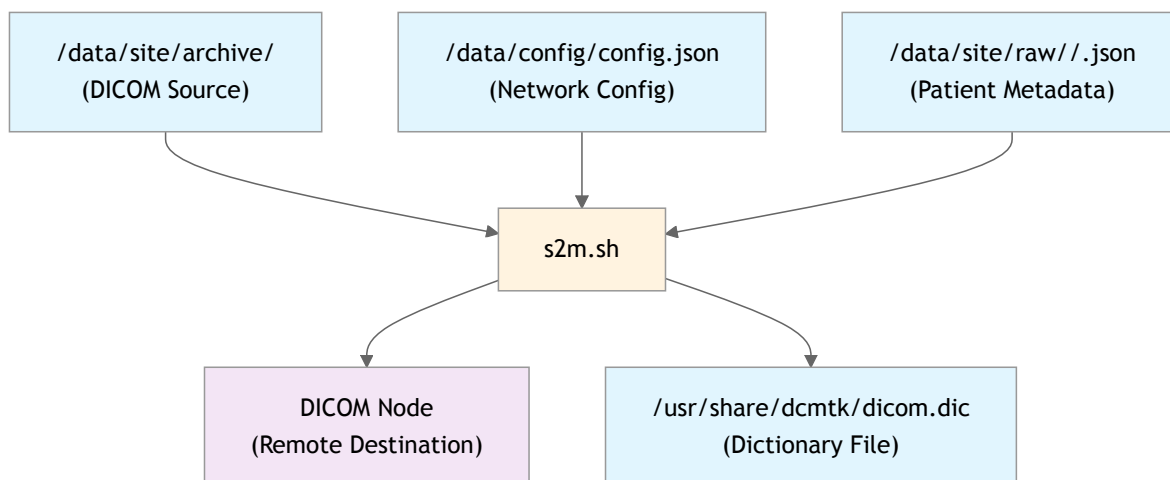 /data/site/archive/
(DICOM Source)
/data/config/config.json
(Network Config)
/data/site/raw//.json
(Patient Metadata)
s2m.sh
DICOM Node
(Remote Destination)
/usr/share/dcmtk/dicom.dic
(Dictionary File)